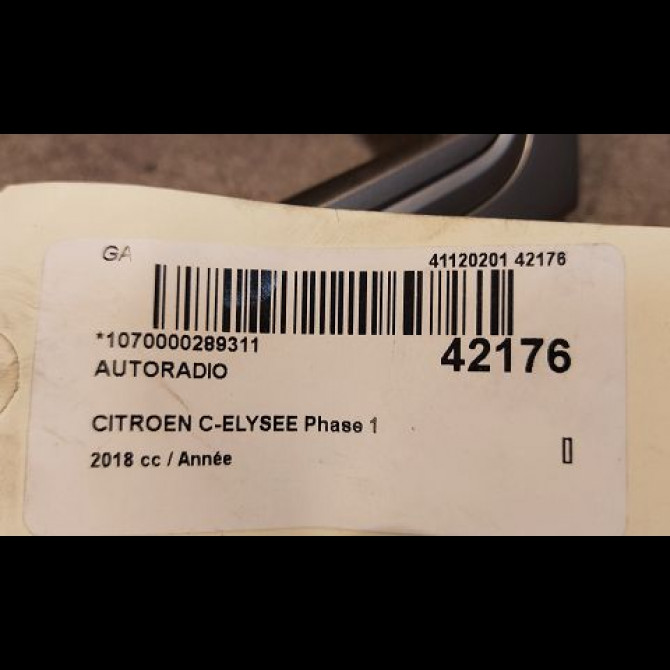 GA 41120201 42176
*1070000289311 42176
AUTORADIO
CITROEN C-ELYSEE Phase 1
2018 cc / Année